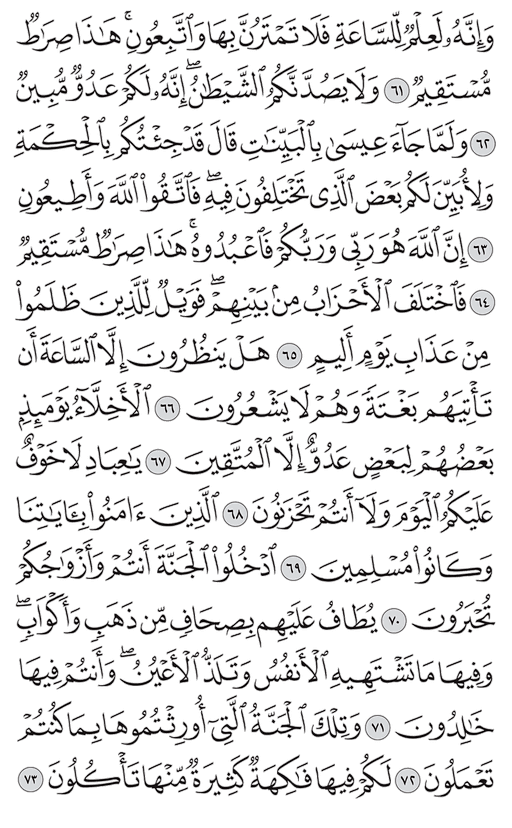 وَإِنَّهُۥ لَعِلْمٌ لِّلسَّاعَةِ فَلَا تَمْتَرُنَّ بِهَا وَٱتَّبِعُونِ ۚ هَـٰذَا صِرَٰطٌ
مُّسْتَقِيمٌ ٦١ وَلَا يَصُدَّنَّكُمُ ٱلشَّيْطَـٰنُ ۖ إِنَّهُۥ لَكُمْ عَدُوٌّ مُّبِينٌ
٦٢ وَلَمَّا جَآءَ عِيسَىٰ بِٱلْبَيِّنَـٰتِ قَالَ قَدْ جِئْتُكُم بِٱلْحِكْمَةِ
وَلِأُبَيِّنَ لَكُم بَعْضَ ٱلَّذِى تَخْتَلِفُونَ فِيهِ ۖ فَٱتَّقُوا۟ ٱللَّهَ وَأَطِيعُونِ
٦٣ إِنَّ ٱللَّهَ هُوَ رَبِّى وَرَبُّكُمْ فَٱعْبُدُوهُ ۚ هَـٰذَا صِرَٰطٌ مُّسْتَقِيمٌ
٦٤ فَٱخْتَلَفَ ٱلْأَحْزَابُ مِنۢ بَيْنِهِمْ ۖ فَوَيْلٌ لِّلَّذِينَ ظَلَمُوا۟
مِنْ عَذَابِ يَوْمٍ أَلِيمٍ ٦٥ هَلْ يَنظُرُونَ إِلَّا ٱلسَّاعَةَ أَن
تَأْتِيَهُم بَغْتَةً وَهُمْ لَا يَشْعُرُونَ ٦٦ ٱلْأَخِلَّآءُ يَوْمَئِذٍۭ
بَعْضُهُمْ لِبَعْضٍ عَدُوٌّ إِلَّا ٱلْمُتَّقِينَ ٦٧ يَـٰعِبَادِ لَا خَوْفٌ
عَلَيْكُمُ ٱلْيَوْمَ وَلَآ أَنتُمْ تَحْزَنُونَ ٦٨ ٱلَّذِينَ ءَامَنُوا۟ بِـَٔايَـٰتِنَا
وَكَانُوا۟ مُسْلِمِينَ ٦٩ ٱدْخُلُوا۟ ٱلْجَنَّةَ أَنتُمْ وَأَزْوَٰجُكُمْ
تُحْبَرُونَ ٧٠ يُطَافُ عَلَيْهِم بِصِحَافٍ مِّن ذَهَبٍ وَأَكْوَابٍ ۖ
وَفِيهَا مَا تَشْتَهِيهِ ٱلْأَنفُسُ وَتَلَذُّ ٱلْأَعْيُنُ ۖ وَأَنتُمْ فِيهَا
خَـٰلِدُونَ ٧١ وَتِلْكَ ٱلْجَنَّةُ ٱلَّتِىٓ أُورِثْتُمُوهَا بِمَا كُنتُمْ
تَعْمَلُونَ ٧٢ لَكُمْ فِيهَا فَـٰكِهَةٌ كَثِيرَةٌ مِّنْهَا تَأْكُلُونَ ٧٣